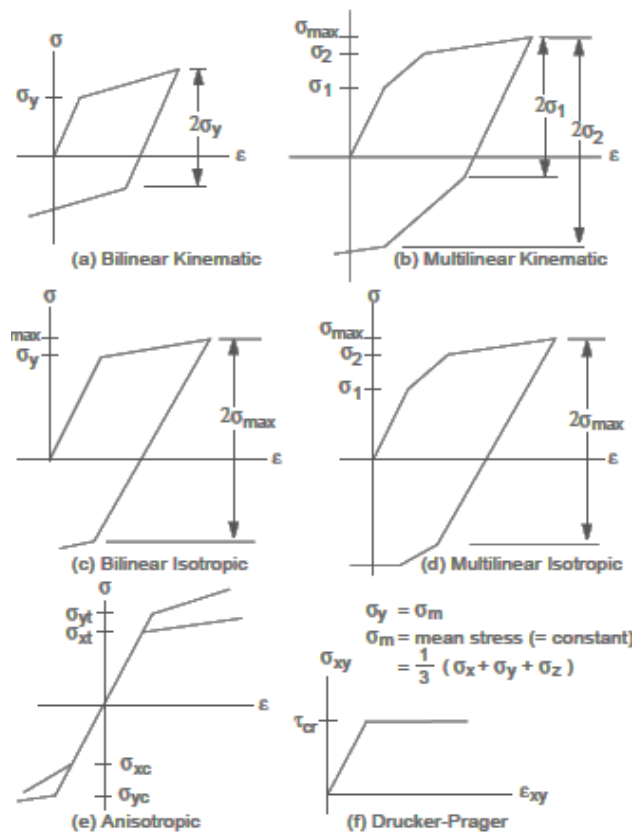 σ
σy
2σy
ε
(a) Bilinear Kinematic
σmax
σ2
σ1
2σ1
2σ2
ε
(b) Multilinear Kinematic
σ
max
σy
2σmax
ε
(c) Bilinear Isotropic
σ
σmax
σ2
σ1
2σmax
ε
(d) Multilinear Isotropic
σ
σyt
σxt
ε
σxc
σyc
(e) Anisotropic
σy = σm
σm = mean stress (= constant)
= 1/3 (σx + σy + σz)
σxy
τcr
εxy
(f) Drucker-Prager